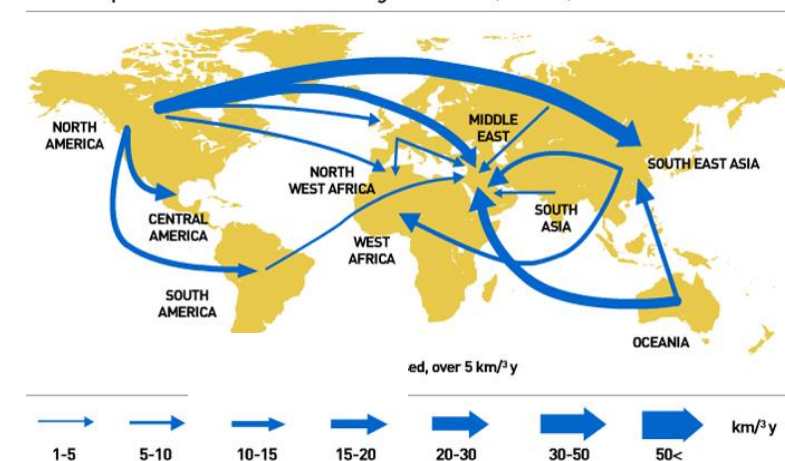 MIDDLE
EAST
NORTH
AMERICA
SOUTH EAST ASIA
NORTH
WEST AFRICA
CENTRAL
AMERICA
SOUTH
ASIA
WEST
AFRICA
SOUTH
AMERICA
OCEANIA
ed, over 5 km/³ y
km/³ y
1-5 5-10 10-15 15-20 20-30 30-50 50<